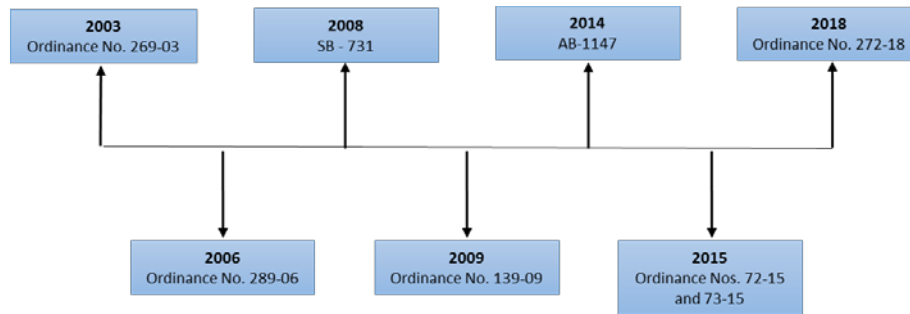 2003
Ordinance No. 269-03
2008
SB - 731
2014
AB-1147
2018
Ordinance No. 272-18
2006
Ordinance No. 289-06
2009
Ordinance No. 139-09
2015
Ordinance Nos. 72-15
and 73-15